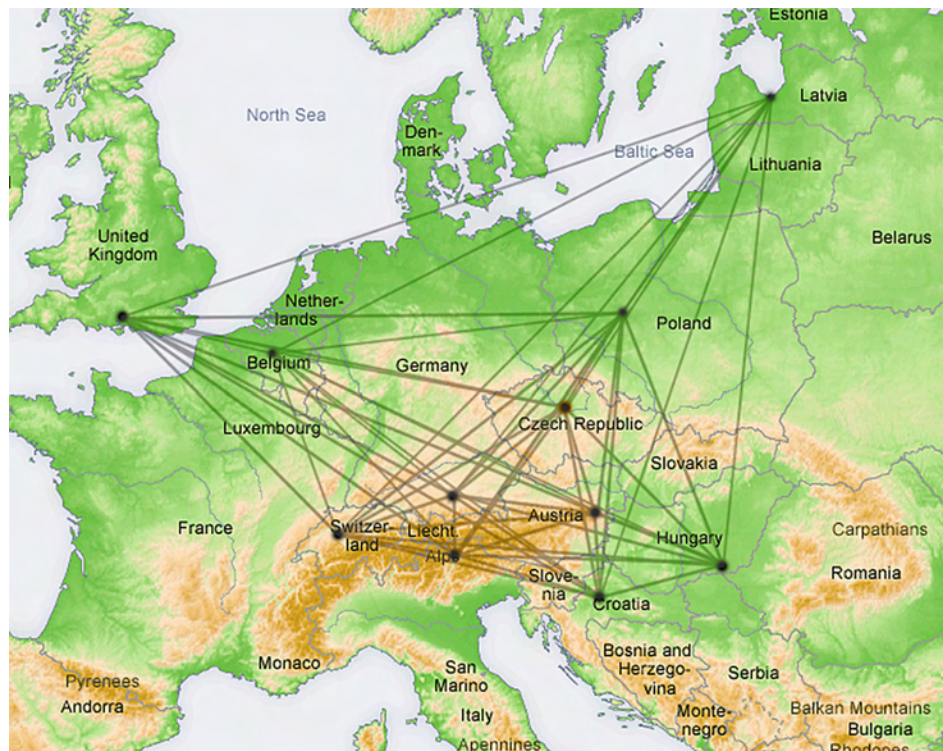 Estonia
Latvia
North Sea
Den-
mark
Baltic Sea
Lithuania
United
Kingdom
Belarus
Nether-
lands
Poland
Belgium
Germany
Luxembourg
Czech Republic
Slovakia
France
Switzer-
land
Liecht.
Austria
Hungary
Carpathians
Alps
Slove-
nia
Romania
Croatia
Bosnia and
Herzego-
vina
Serbia
Monaco
San
Marino
Pyrenees
Andorra
Italy
Monte-
negro
Balkan Mountains
Bulgaria
Apennines
Rhodopes